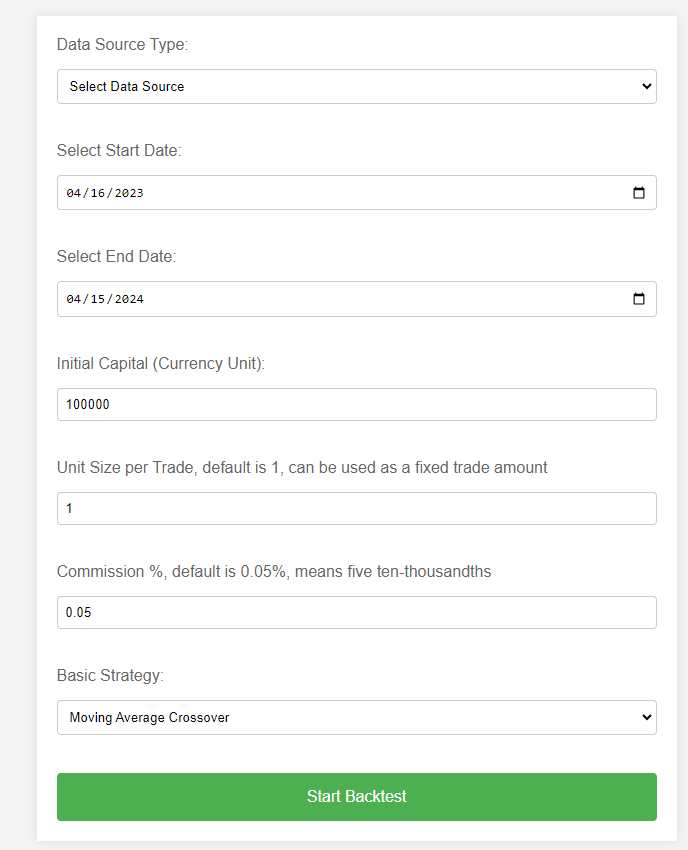 Data Source Type:
Select Data Source
Select Start Date:
04/16/2023
Select End Date:
04/15/2024
Initial Capital (Currency Unit):
100000
Unit Size per Trade, default is 1, can be used as a fixed trade amount
1
Commission %, default is 0.05%, means five ten-thousandths
0.05
Basic Strategy:
Moving Average Crossover
Start Backtest